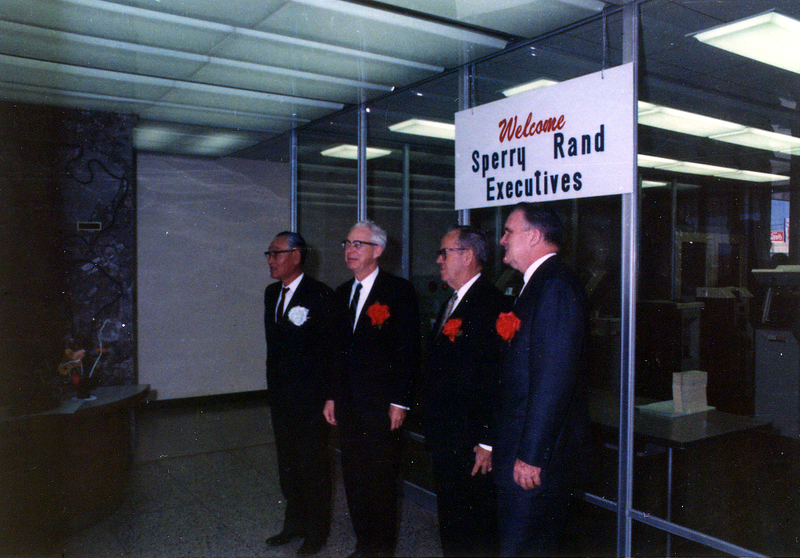 Welcome
Sperry Rand
Executives